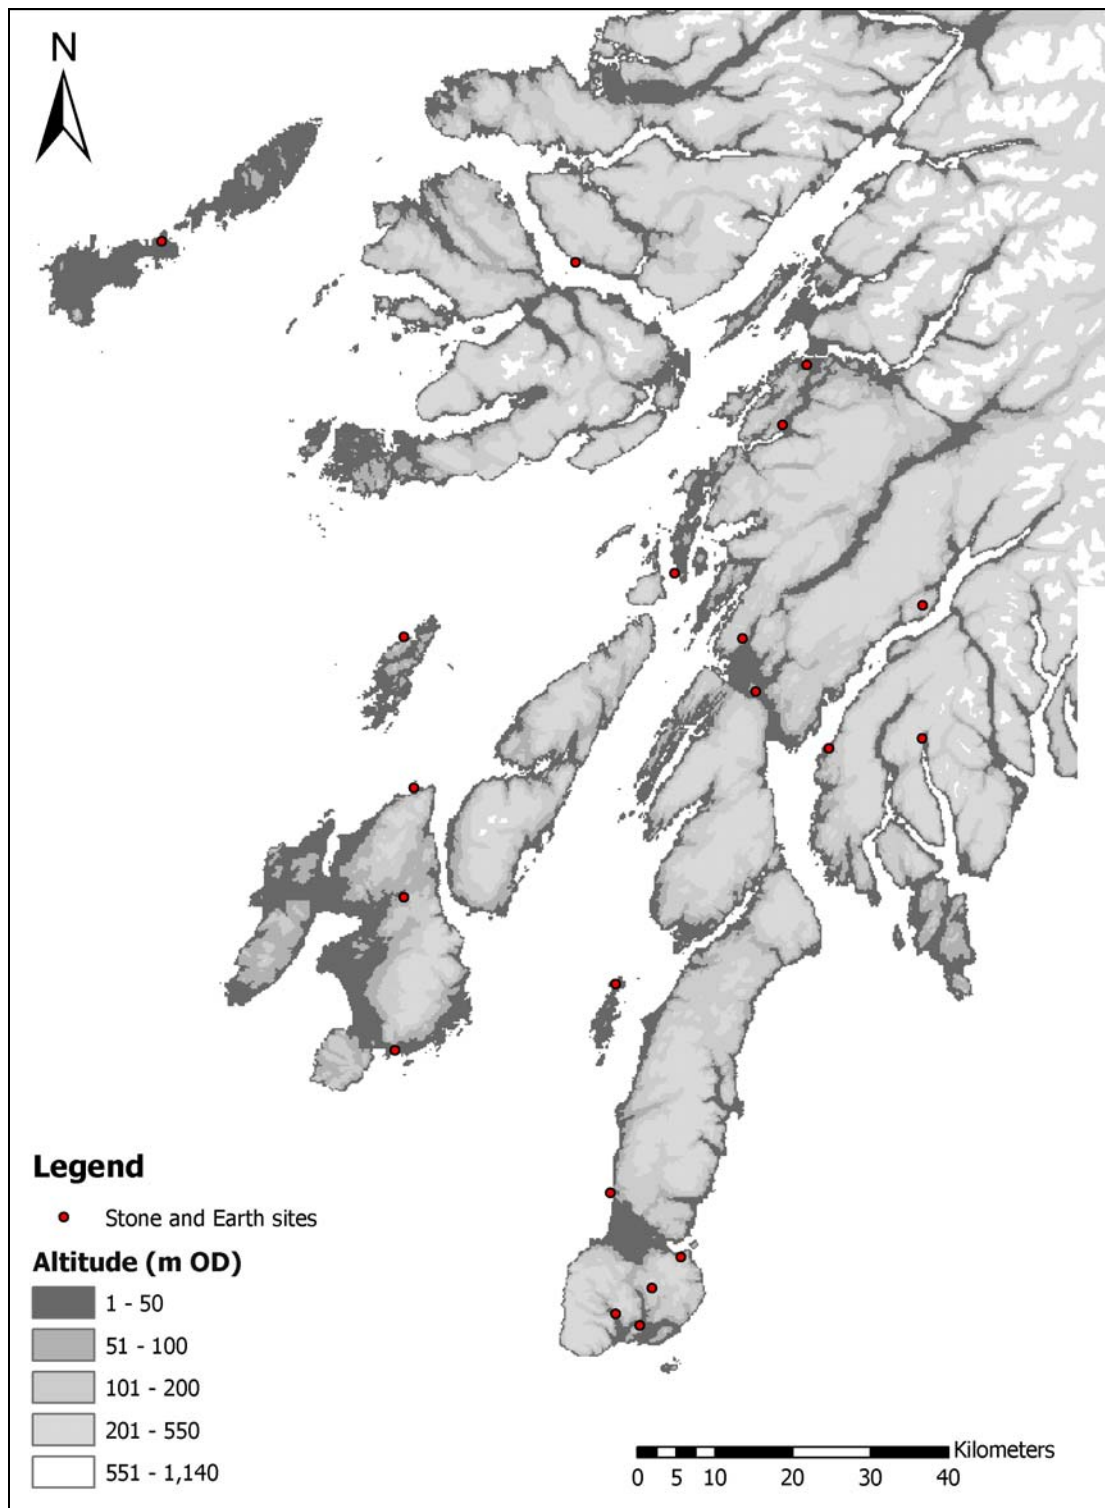 N
Legend
Stone and Earth sites
Altitude (m OD)
1 - 50
51 - 100
101 - 200
201 - 550
551 - 1,140
Kilometers
0 5 10 20 30 40